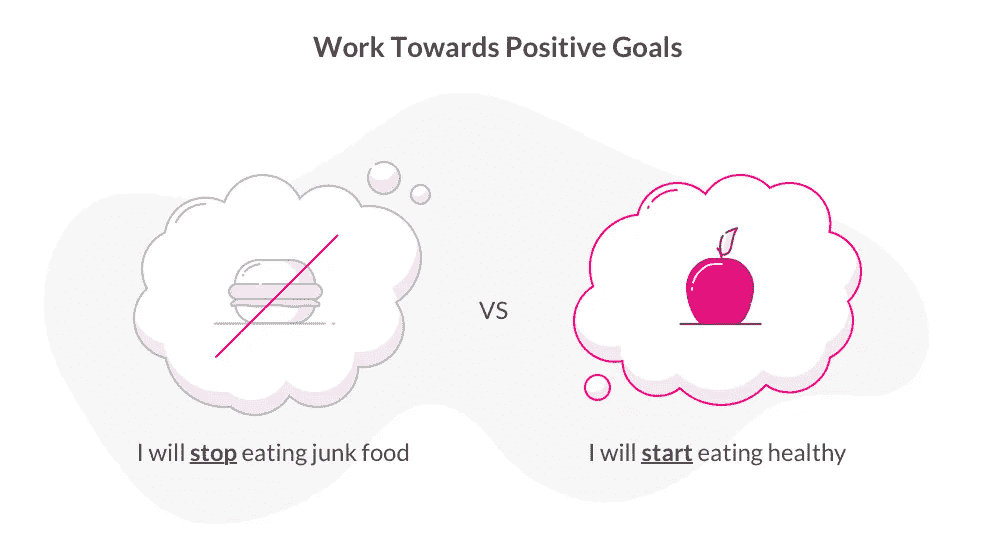 Work Towards Positive Goals
VS
I will stop eating junk food
I will start eating healthy